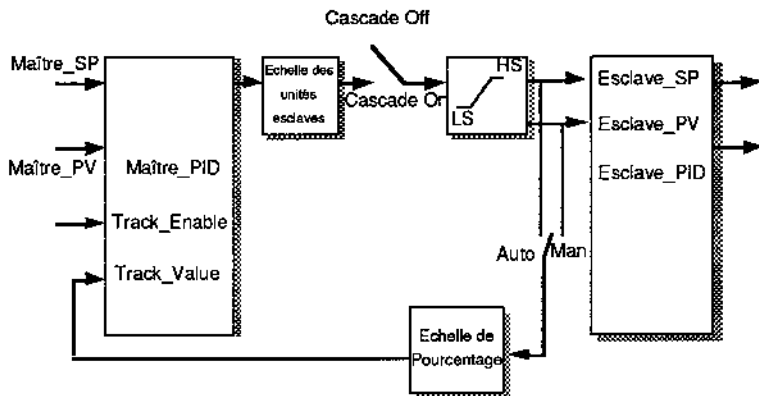 Cascade Off
Maître_SP
Echelle des
unités
esclaves
Cascade On
HS
LS
Esclave_SP
Maître_PV
Maître_PID
Esclave_PV
Esclave_PID
Track_Enable
Track_Value
Auto
Man
Echelle de
Pourcentage